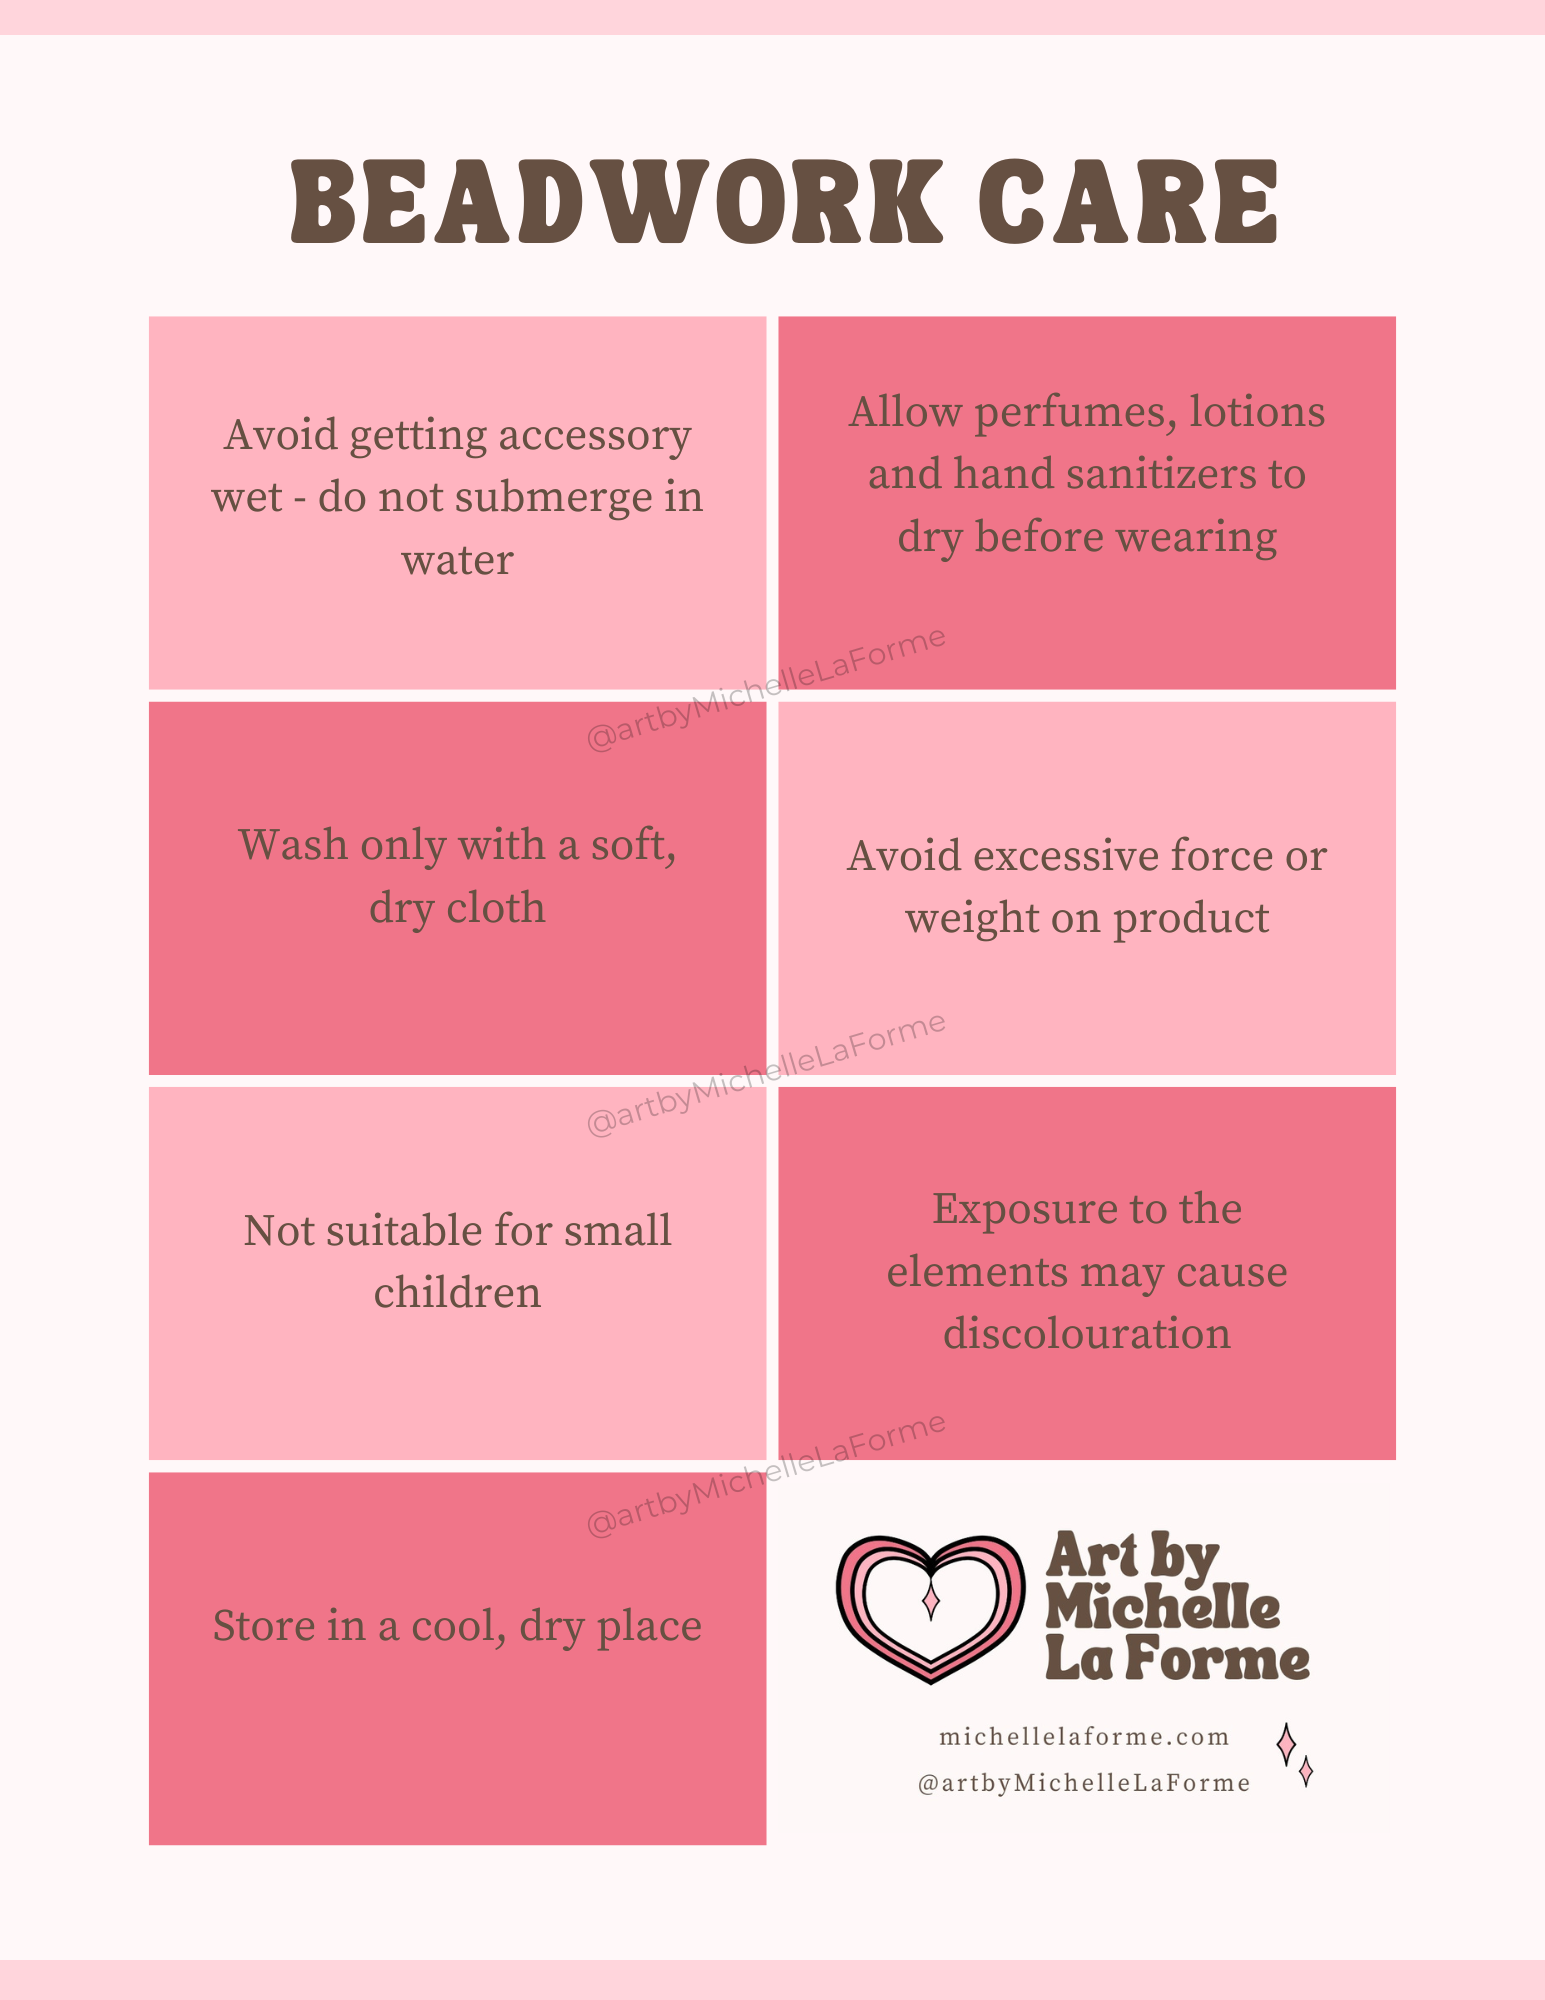 BEADWORK CARE
Avoid getting accessory
wet - do not submerge in
water
Allow perfumes, lotions
and hand sanitizers to
dry before wearing
@artbyMichelleLaForme
Wash only with a soft,
dry cloth
Avoid excessive force or
weight on product
@artbyMichelleLaForme
Not suitable for small
children
Exposure to the
elements may cause
discolouration
@artbyMichelleLaForme
Store in a cool, dry place
Art by
Michelle
La Forme
michellelaforme.com
@artbyMichelleLaForme